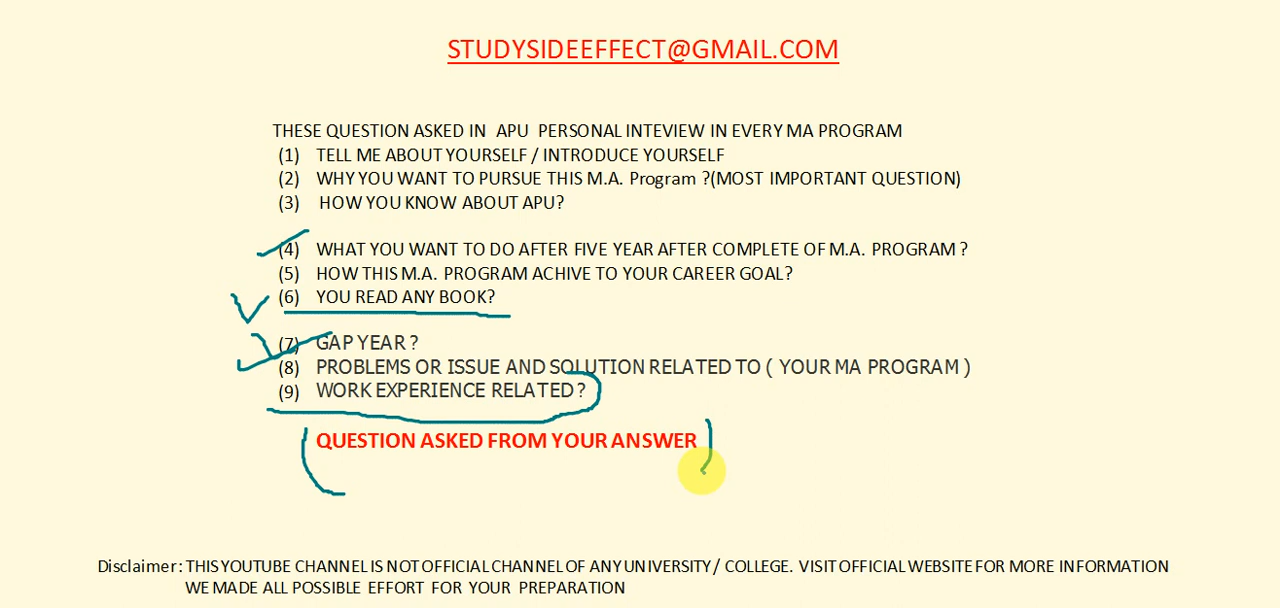 STUDYSIDEEFFECT@GMAIL.COM
THESE QUESTION ASKED IN APU PERSONAL INTEVIEW IN EVERY MA PROGRAM
(1) TELL ME ABOUT YOURSELF / INTRODUCE YOURSELF
(2) WHY YOU WANT TO PURSUE THIS M.A. Program ?(MOST IMPORTANT QUESTION)
(3) HOW YOU KNOW ABOUT APU?
(4) WHAT YOU WANT TO DO AFTER FIVE YEAR AFTER COMPLETE OF M.A. PROGRAM ?
(5) HOW THIS M.A. PROGRAM ACHIVE TO YOUR CAREER GOAL?
(6) YOU READ ANY BOOK?
(7) GAP YEAR ?
(8) PROBLEMS OR ISSUE AND SOLUTION RELATED TO ( YOUR MA PROGRAM )
(9) WORK EXPERIENCE RELATED ?
QUESTION ASKED FROM YOUR ANSWER
Disclaimer : THIS YOUTUBE CHANNEL IS NOT OFFICIAL CHANNEL OF ANY UNIVERSITY / COLLEGE. VISIT OFFICIAL WEBSITE FOR MORE INFORMATION
WE MADE ALL POSSIBLE EFFORT FOR YOUR PREPARATION